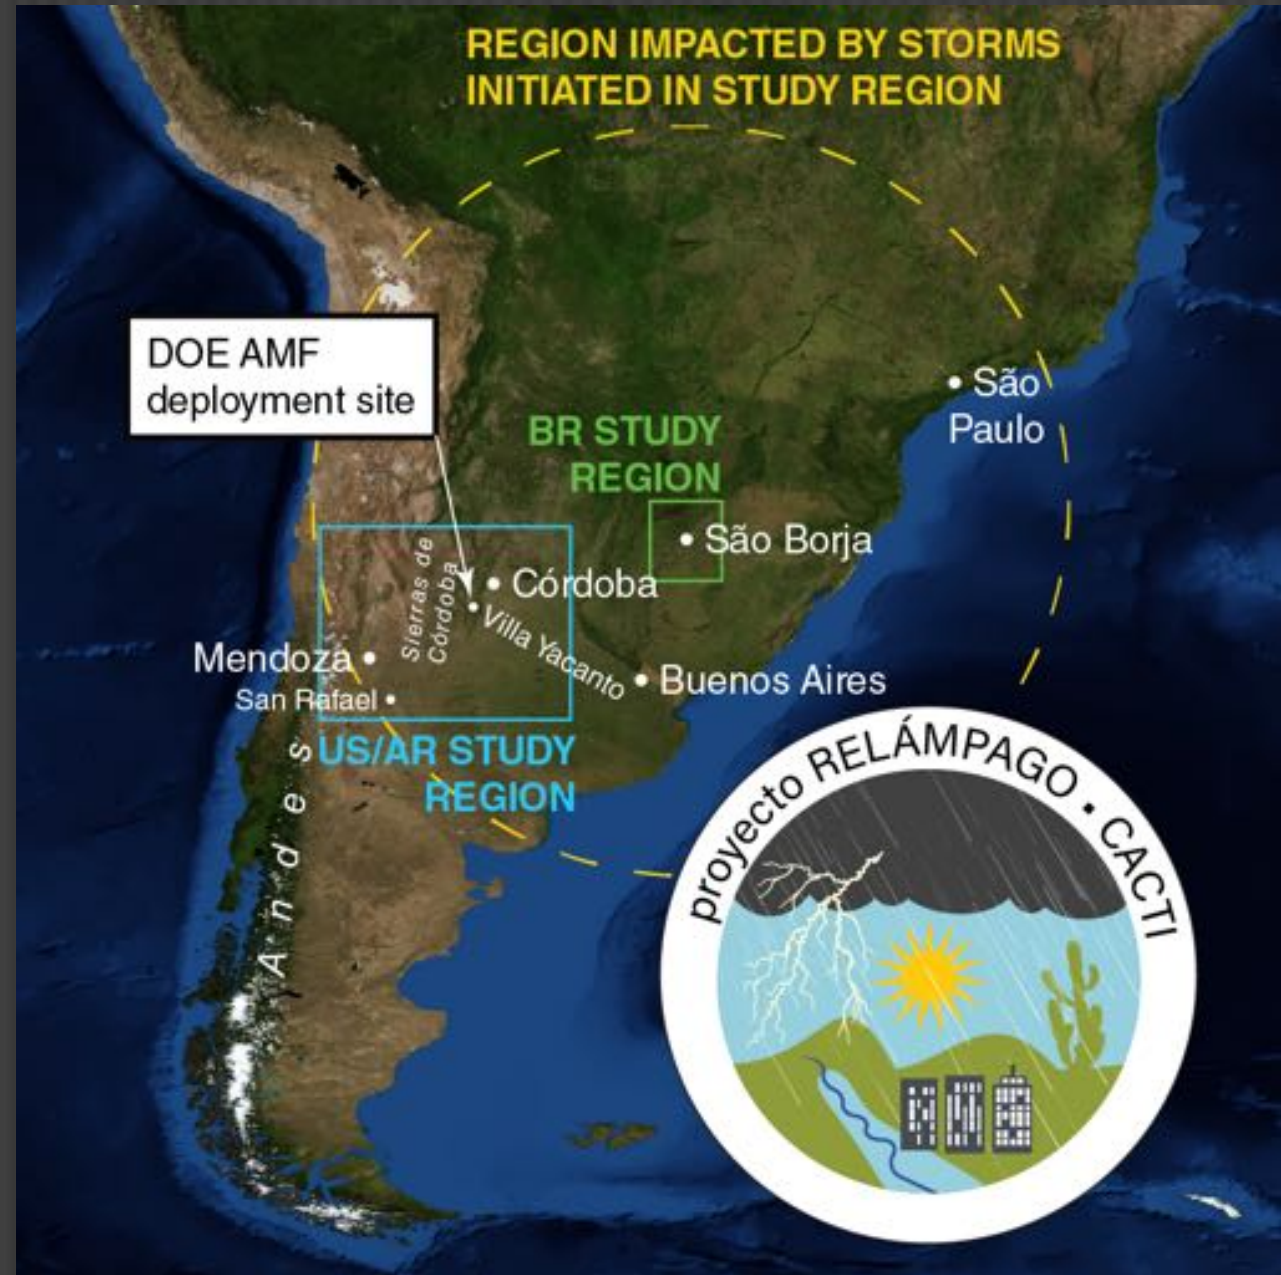 REGION IMPACTED BY STORMS
INITIATED IN STUDY REGION
DOE AMF
deployment site
São
Paulo
BR STUDY
REGION
São Borja
Sierras de
Córdoba
Córdoba
Villa Yacanto
Mendoza
San Rafael
Buenos Aires
US/AR STUDY
REGION
Andes
proyecto RELÁMPAGO • CACTI